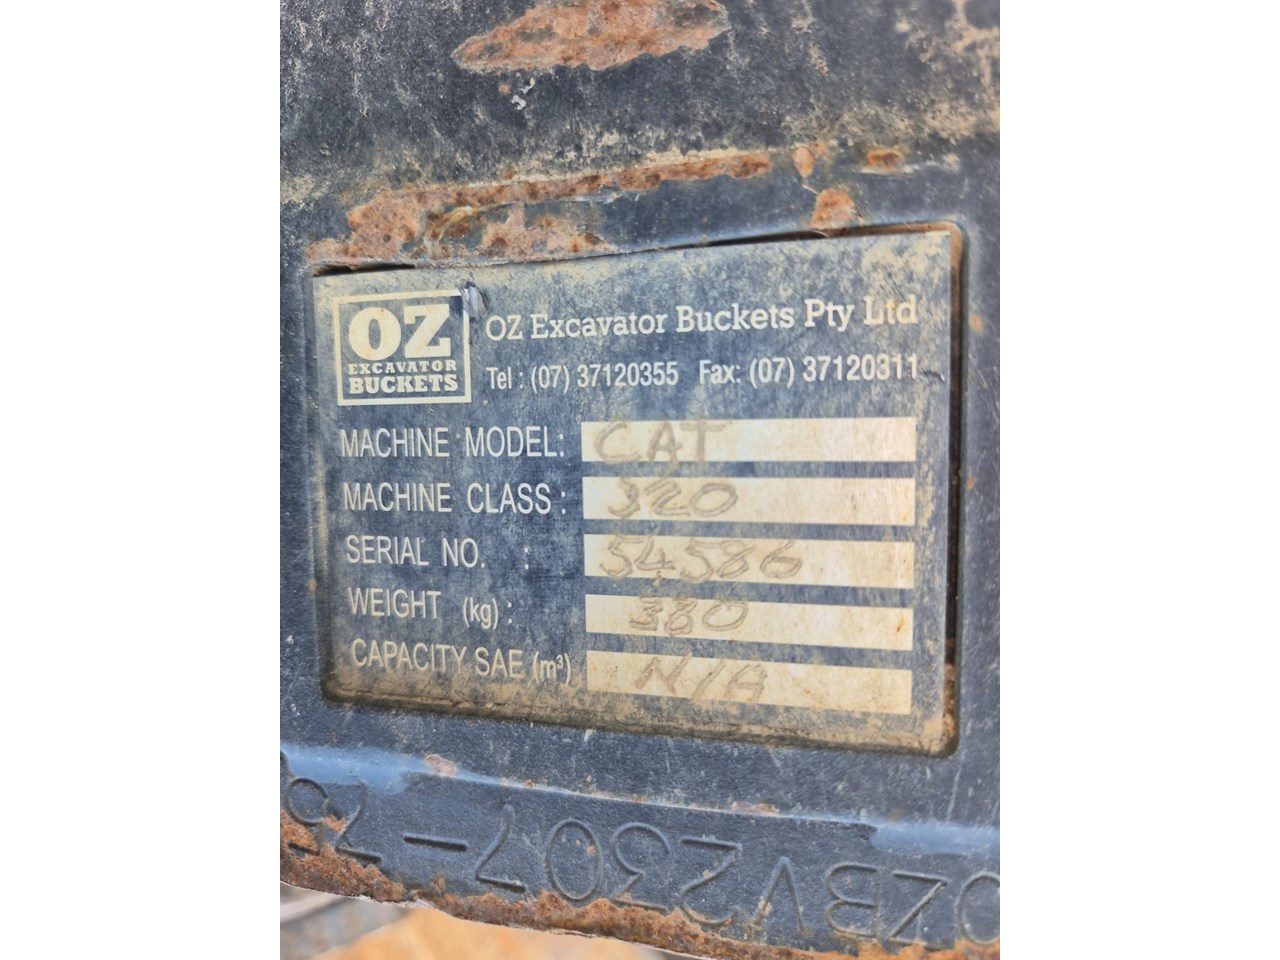 OZ
EXCAVATOR
BUCKETS
OZ Excavator Buckets Pty Ltd
Tel : (07) 37120355 Fax: (07) 37120311
MACHINE MODEL: CAT
MACHINE CLASS : 320
SERIAL NO. : 54586
WEIGHT (kg) : 380
CAPACITY SAE (m³) N/A
OZBV2307-